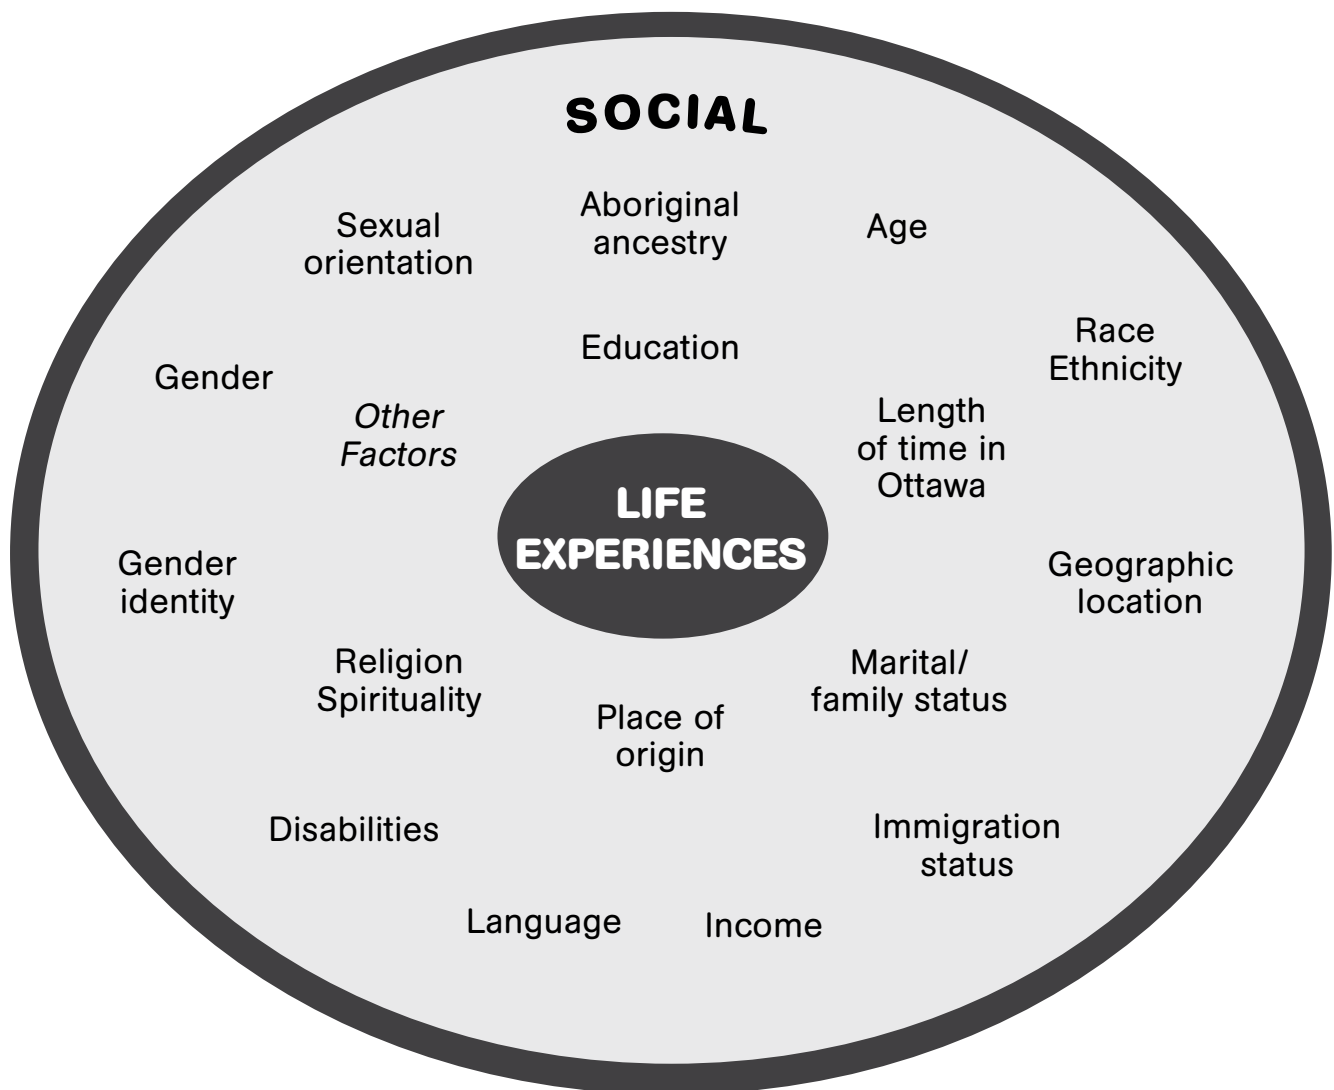 SOCIAL
Aboriginal
ancestry
Sexual
orientation
Age
Education
Race
Ethnicity
Gender
Other
Factors
Length
of time in
Ottawa
LIFE
EXPERIENCES
Gender
identity
Geographic
location
Religion
Spirituality
Marital/
family status
Place of
origin
Disabilities
Immigration
status
Language
Income